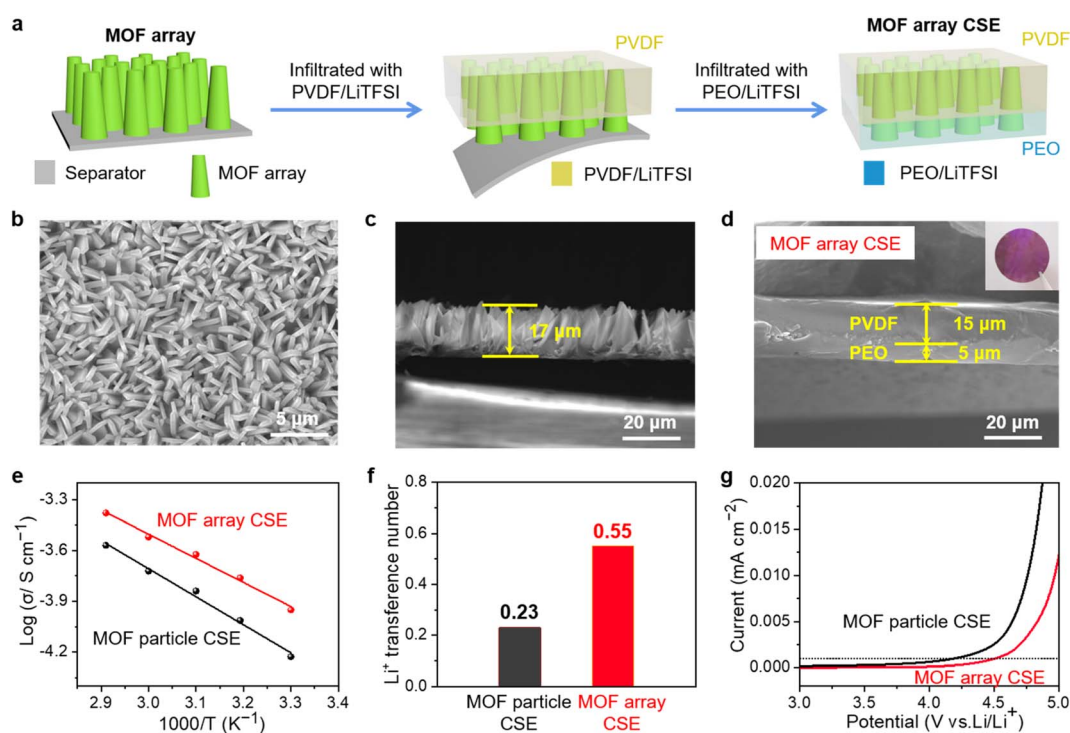 a
MOF array
Infiltrated with
PVDF/LiTFSI
PVDF
Infiltrated with
PEO/LiTFSI
MOF array CSE
PVDF
PEO
Separator
MOF array
PVDF/LiTFSI
PEO/LiTFSI
b
5 μm
c
17 μm
20 μm
d
MOF array CSE
PVDF
15 μm
PEO
5 μm
20 μm
e
Log (σ/ S cm⁻¹)
-3.3
-3.6
-3.9
-4.2
MOF array CSE
MOF particle CSE
2.9 3.0 3.1 3.2 3.3 3.4
1000/T (K⁻¹)
f
Li⁺ transference number
0.8
0.6
0.4
0.2
0.0
0.23
0.55
MOF particle
CSE
MOF array
CSE
g
Current (mA cm⁻²)
0.020
0.015
0.010
0.005
0.000
MOF particle CSE
MOF array CSE
3.0 3.5 4.0 4.5 5.0
Potential (V vs.Li/Li⁺)